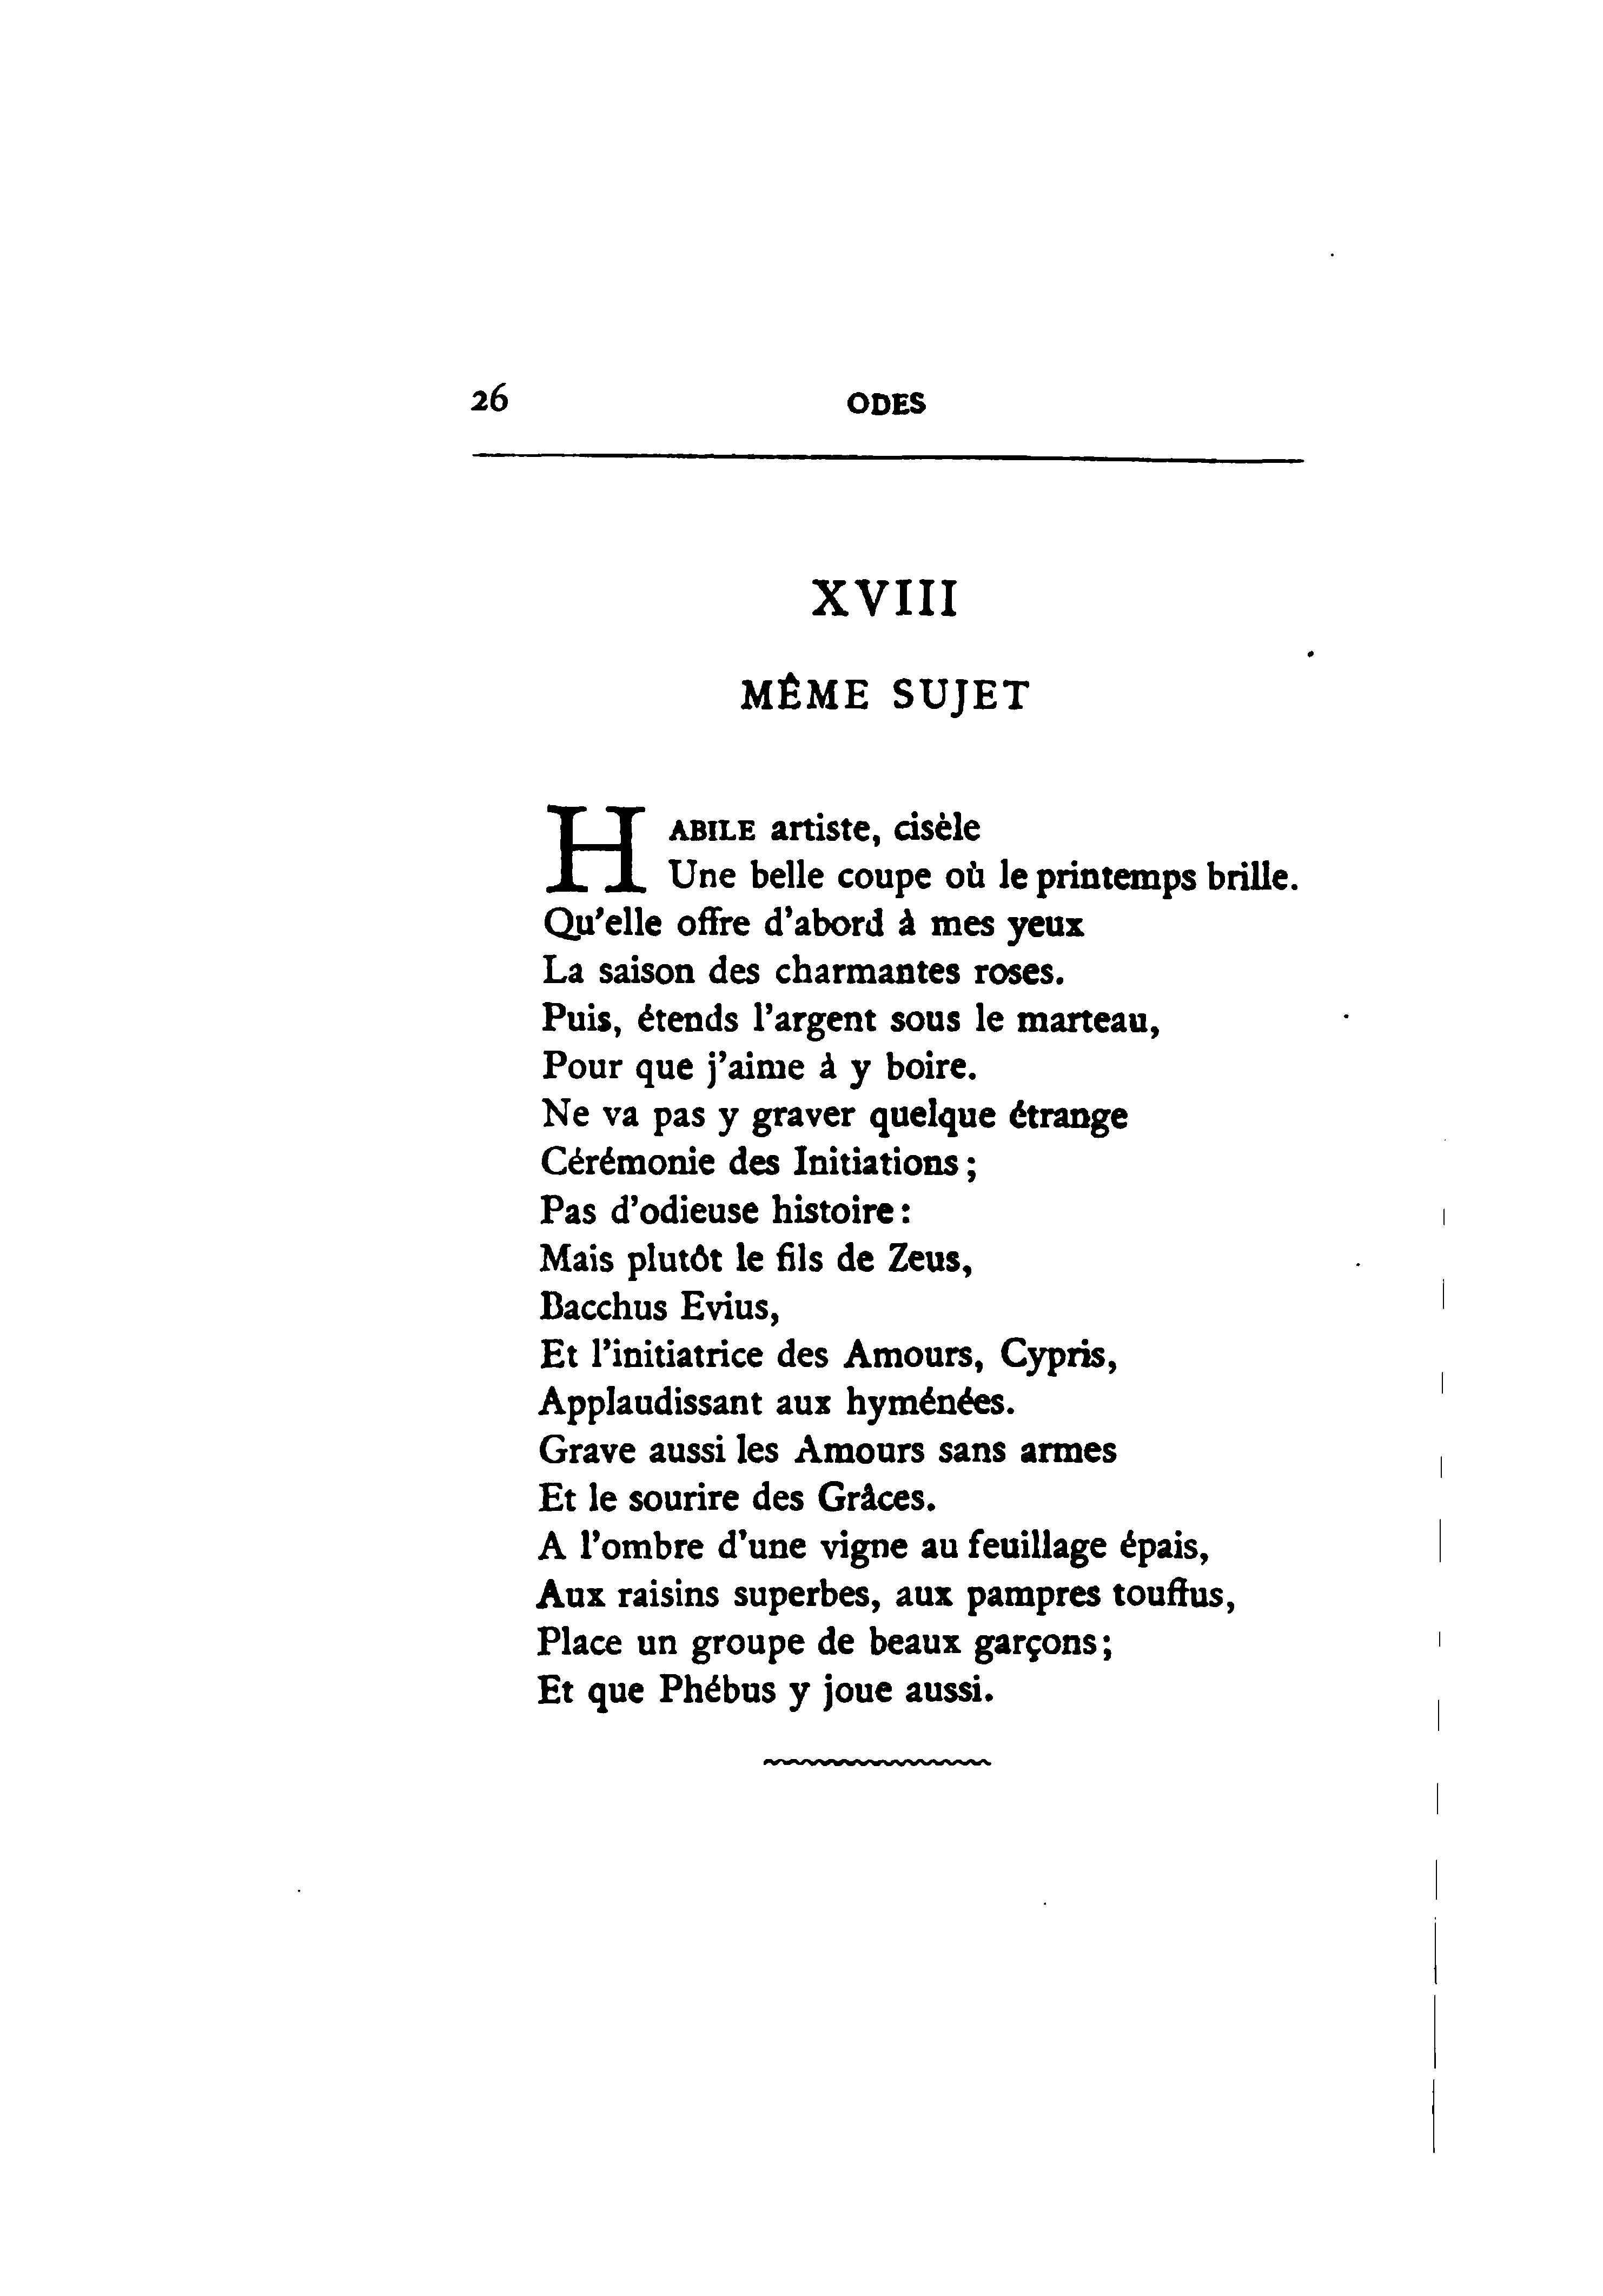 26 ODES
XVIII
MÊME SUJET
HABILE artiste, cisèle
Une belle coupe où le printemps brille.
Qu'elle offre d'abord à mes yeux
La saison des charmantes roses.
Puis, étends l'argent sous le marteau,
Pour que j'aime à y boire.
Ne va pas y graver quelque étrange
Cérémonie des Initiations ;
Pas d'odieuse histoire :
Mais plutôt le fils de Zeus,
Bacchus Evius,
Et l'initiatrice des Amours, Cypris,
Applaudissant aux hyménées.
Grave aussi les Amours sans armes
Et le sourire des Grâces.
A l'ombre d'une vigne au feuillage épais,
Aux raisins superbes, aux pampres touffus,
Place un groupe de beaux garçons ;
Et que Phébus y joue aussi.